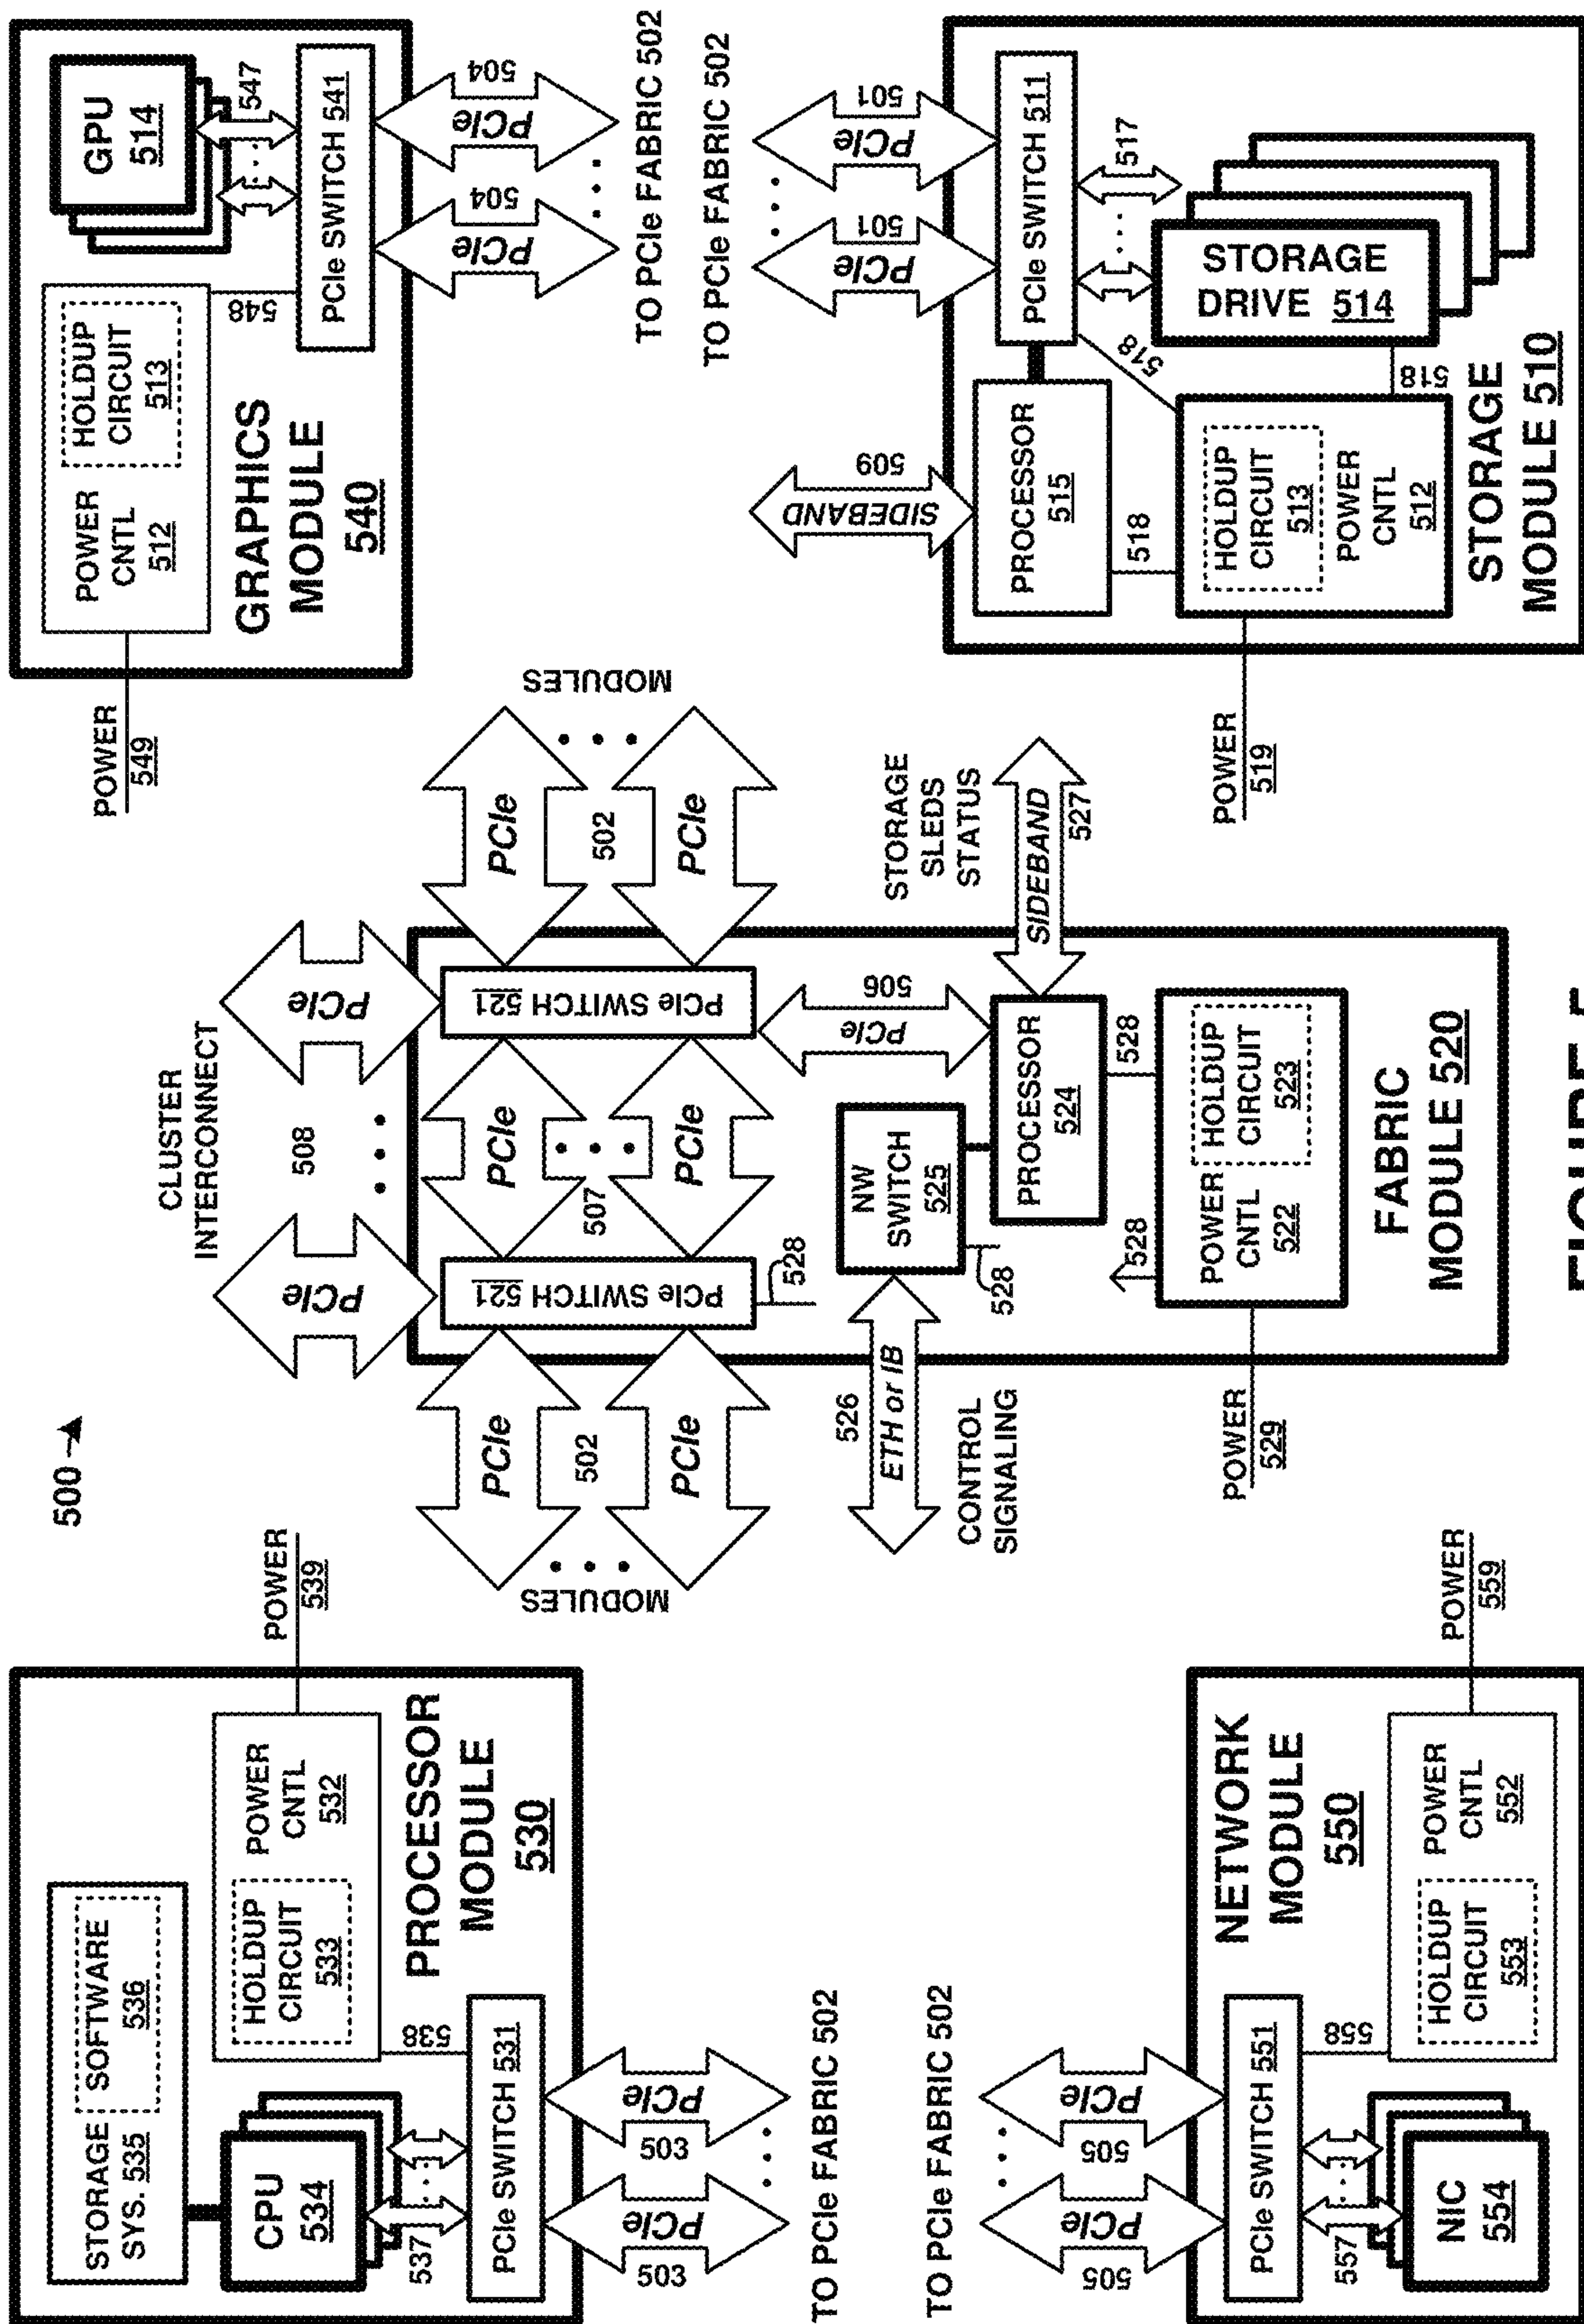 500
STORAGE
SYS. 535
SOFTWARE
536
CPU
534
537
HOLDUP
CIRCUIT
533
POWER
CNTL
532
538
PCIe SWITCH 531
PROCESSOR
MODULE
530
POWER
539
PCIe
503
PCIe
503
TO PCIe FABRIC 502
TO PCIe FABRIC 502
PCIe
505
PCIe
505
PCIe SWITCH 551
NETWORK
MODULE
550
557
558
NIC
554
HOLDUP
CIRCUIT
553
POWER
CNTL
552
POWER
559
CLUSTER
INTERCONNECT
508
PCIe
PCIe
MODULES
PCIe
502
PCIe
PCIe SWITCH 521
PCIe
507
PCIe
PCIe SWITCH 521
PCIe
502
PCIe
MODULES
528
526
ETH or IB
CONTROL
SIGNALING
NW
SWITCH
525
528
PCIe
506
PROCESSOR
524
SIDEBAND
527
STORAGE
SLEDS
STATUS
528
528
POWER
CNTL
522
HOLDUP
CIRCUIT
523
POWER
529
FABRIC
MODULE 520
POWER
549
POWER
CNTL
512
HOLDUP
CIRCUIT
513
GPU
514
547
548
PCIe SWITCH 541
GRAPHICS
MODULE
540
PCIe
504
PCIe
504
TO PCIe FABRIC 502
TO PCIe FABRIC 502
SIDEBAND
509
PCIe
501
PCIe
501
PROCESSOR
515
PCIe SWITCH 511
517
518
518
518
STORAGE
DRIVE 514
HOLDUP
CIRCUIT
513
POWER
CNTL
512
POWER
519
STORAGE
MODULE 510